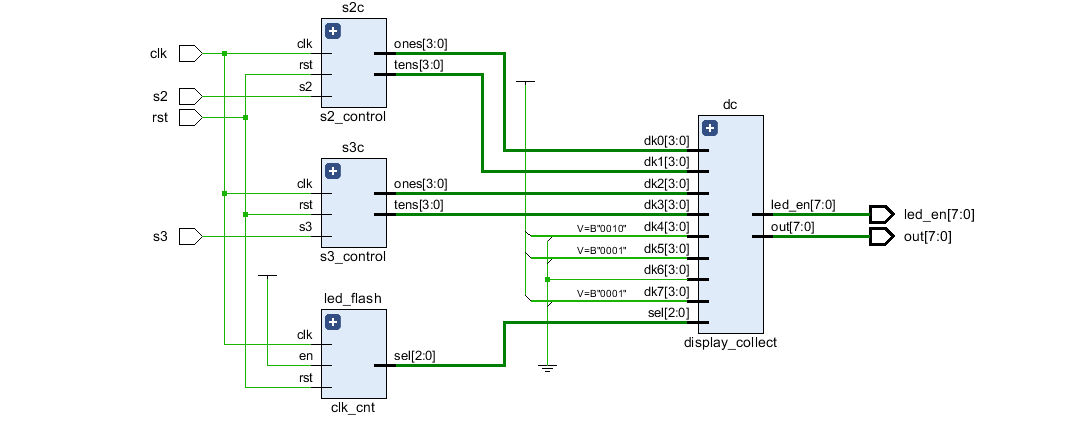 s2c
clk
clk
ones[3:0]
rst
tens[3:0]
s2
s2
rst
s2_control
dc
s3c
dk0[3:0]
dk1[3:0]
clk
ones[3:0]
dk2[3:0]
rst
tens[3:0]
dk3[3:0]
led_en[7:0]
led_en[7:0]
s3
s3
V=B"0010"
dk4[3:0]
out[7:0]
out[7:0]
s3_control
V=B"0001"
dk5[3:0]
dk6[3:0]
led_flash
V=B"0001"
dk7[3:0]
sel[2:0]
clk
display_collect
en
sel[2:0]
rst
clk_cnt